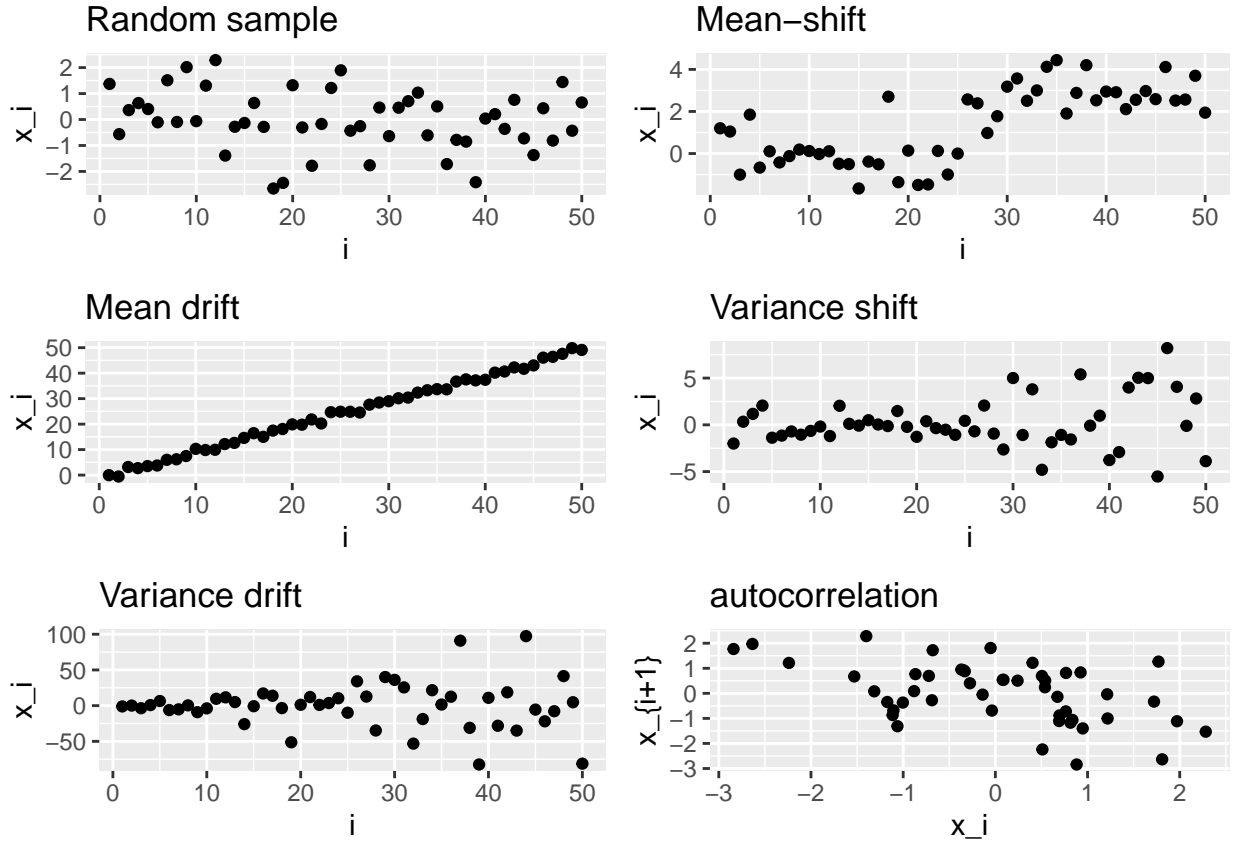 Random sample
x_i
2
1
0
−1
−2
0 10 20 30 40 50
i
Mean−shift
x_i
4
2
0
0 10 20 30 40 50
i
Mean drift
x_i
50
40
30
20
10
0
0 10 20 30 40 50
i
Variance shift
x_i
5
0
−5
0 10 20 30 40 50
i
Variance drift
x_i
100
50
0
−50
0 10 20 30 40 50
i
autocorrelation
x_{i+1}
2
1
0
−1
−2
−3
−3 −2 −1 0 1 2
x_i